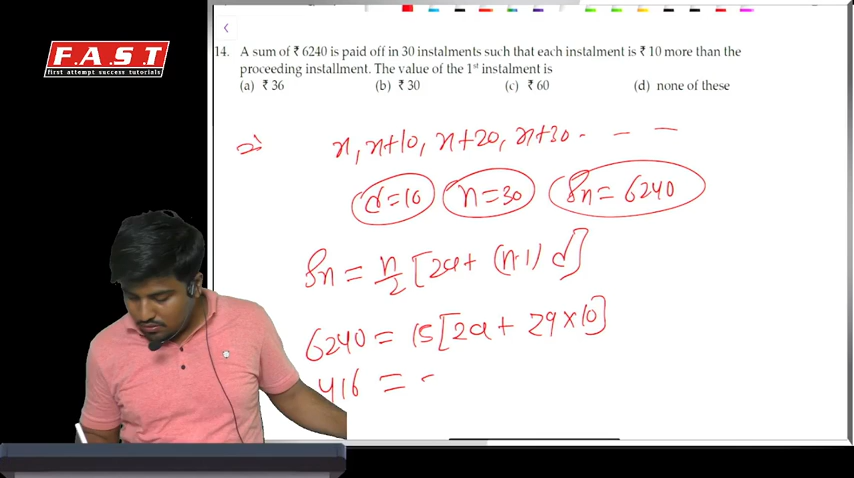 F.A.S.T
first attempt success tutorials
14. A sum of ₹ 6240 is paid off in 30 instalments such that each instalment is ₹ 10 more than the
proceeding installment. The value of the 1st instalment is
(a) ₹ 36 (b) ₹ 30 (c) ₹ 60 (d) none of these
⇒ x, x+10, x+20, x+30 - - -
d=10 n=30 Sn=6240
Sn = n/2 [2a + (n-1) d]
6240 = 15 [2a + 29×10]
416 =